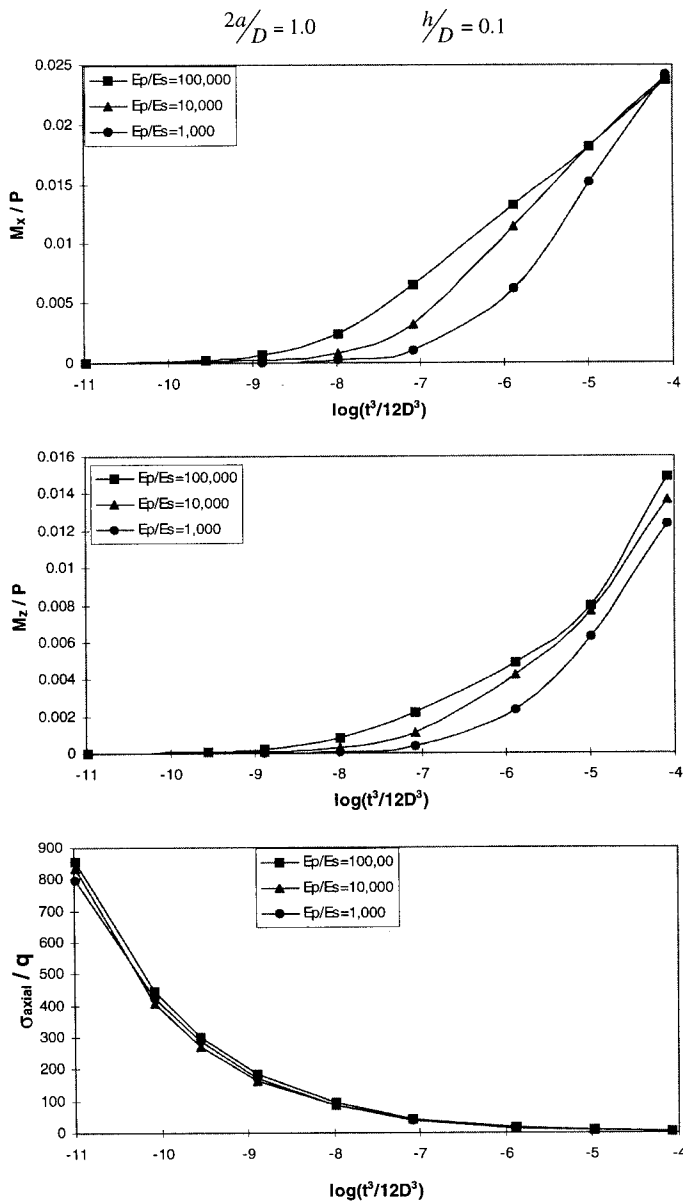 2a/D = 1.0 h/D = 0.1
0.025
0.02
0.015
0.01
0.005
0
Mx / P
Ep/Es=100,000
Ep/Es=10,000
Ep/Es=1,000
-11 -10 -9 -8 -7 -6 -5 -4
log(t³/12D³)
0.016
0.014
0.012
0.01
0.008
0.006
0.004
0.002
0
Mz / P
Ep/Es=100,000
Ep/Es=10,000
Ep/Es=1,000
-11 -10 -9 -8 -7 -6 -5 -4
log(t³/12D³)
900
800
700
600
500
400
300
200
100
0
σaxial / q
Ep/Es=100,00
Ep/Es=10,000
Ep/Es=1,000
-11 -10 -9 -8 -7 -6 -5 -4
log(t³/12D³)